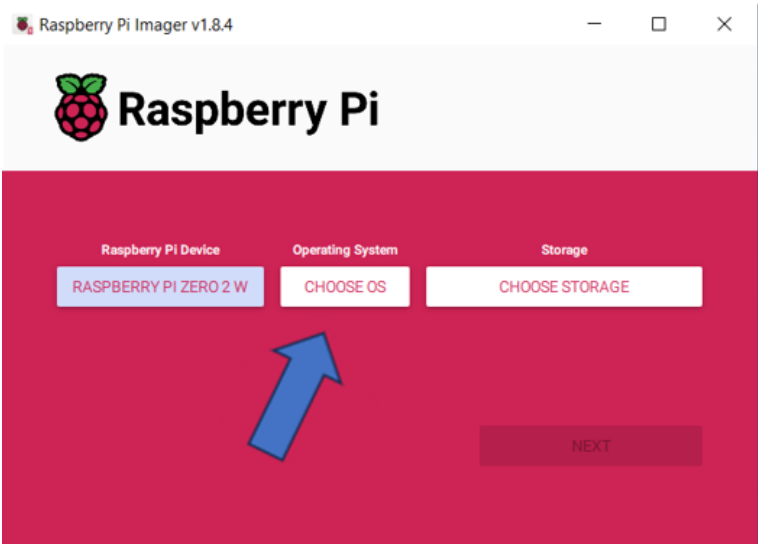 Raspberry Pi Imager v1.8.4
Raspberry Pi
Raspberry Pi Device
Operating System
Storage
RASPBERRY PI ZERO 2 W
CHOOSE OS
CHOOSE STORAGE
NEXT